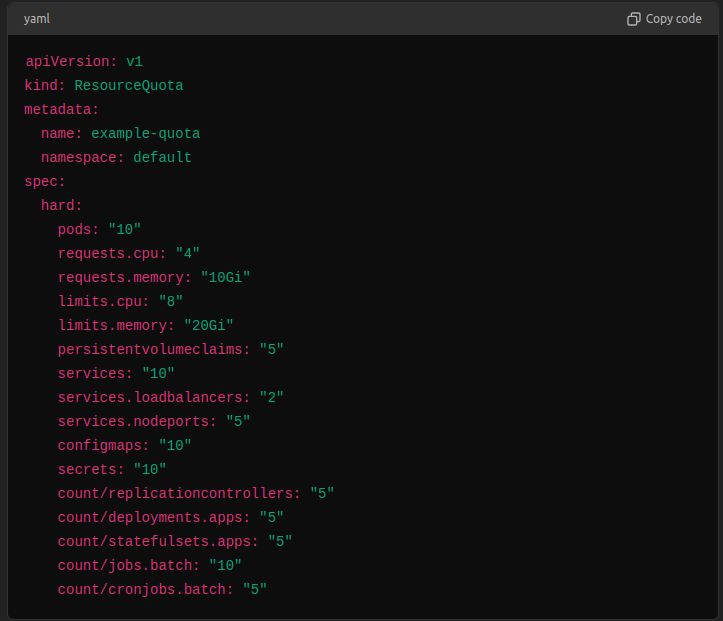 yaml
Copy code
apiVersion: v1
kind: ResourceQuota
metadata:
  name: example-quota
  namespace: default
spec:
  hard:
    pods: "10"
    requests.cpu: "4"
    requests.memory: "10Gi"
    limits.cpu: "8"
    limits.memory: "20Gi"
    persistentvolumeclaims: "5"
    services: "10"
    services.loadbalancers: "2"
    services.nodeports: "5"
    configmaps: "10"
    secrets: "10"
    count/replicationcontrollers: "5"
    count/deployments.apps: "5"
    count/statefulsets.apps: "5"
    count/jobs.batch: "10"
    count/cronjobs.batch: "5"